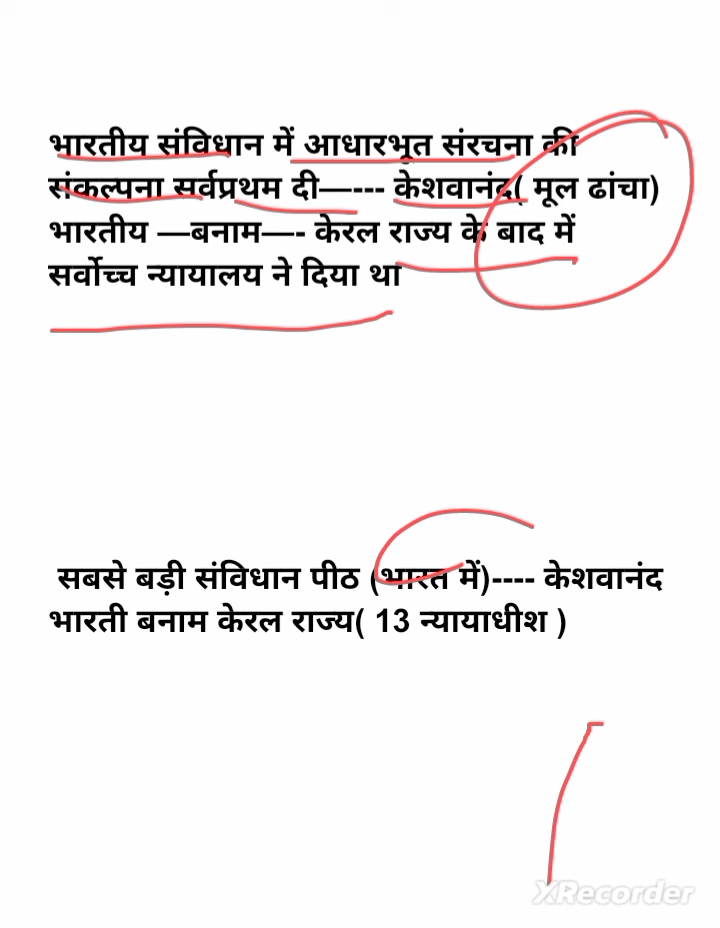 भारतीय संविधान में आधारभूत संरचना की
संकल्पना सर्वप्रथम दी—--- केशवानंद( मूल ढांचा)
भारतीय —बनाम—- केरल राज्य के बाद में
सर्वोच्च न्यायालय ने दिया था
सबसे बड़ी संविधान पीठ (भारत में)---- केशवानंद
भारती बनाम केरल राज्य( 13 न्यायाधीश )
XRecorder